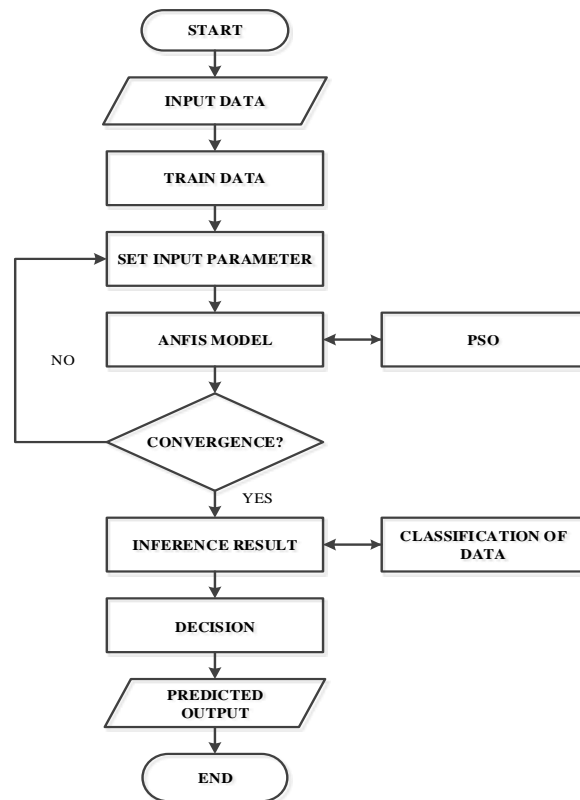 START
INPUT DATA
TRAIN DATA
SET INPUT PARAMETER
ANFIS MODEL
PSO
NO
CONVERGENCE?
YES
INFERENCE RESULT
CLASSIFICATION OF
DATA
DECISION
PREDICTED
OUTPUT
END